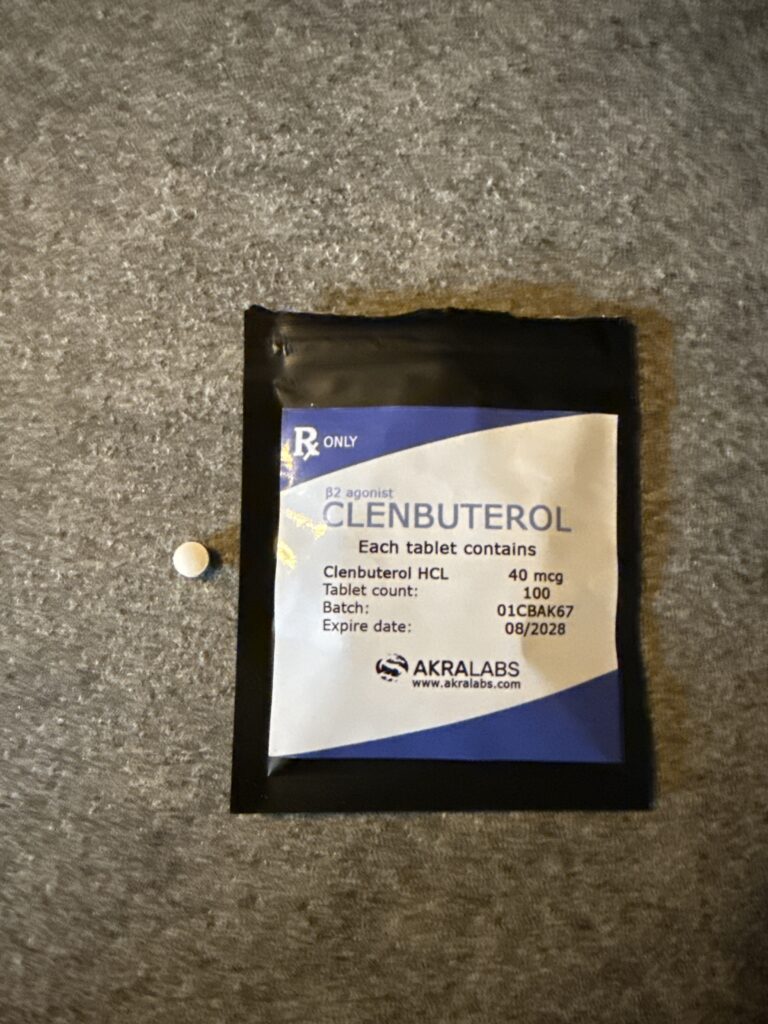 Rx ONLY
β2 agonist
CLENBUTEROL
Each tablet contains
Clenbuterol HCL 40 mcg
Tablet count: 100
Batch: 01CBAK67
Expire date: 08/2028
AKRALABS
www.akralabs.com